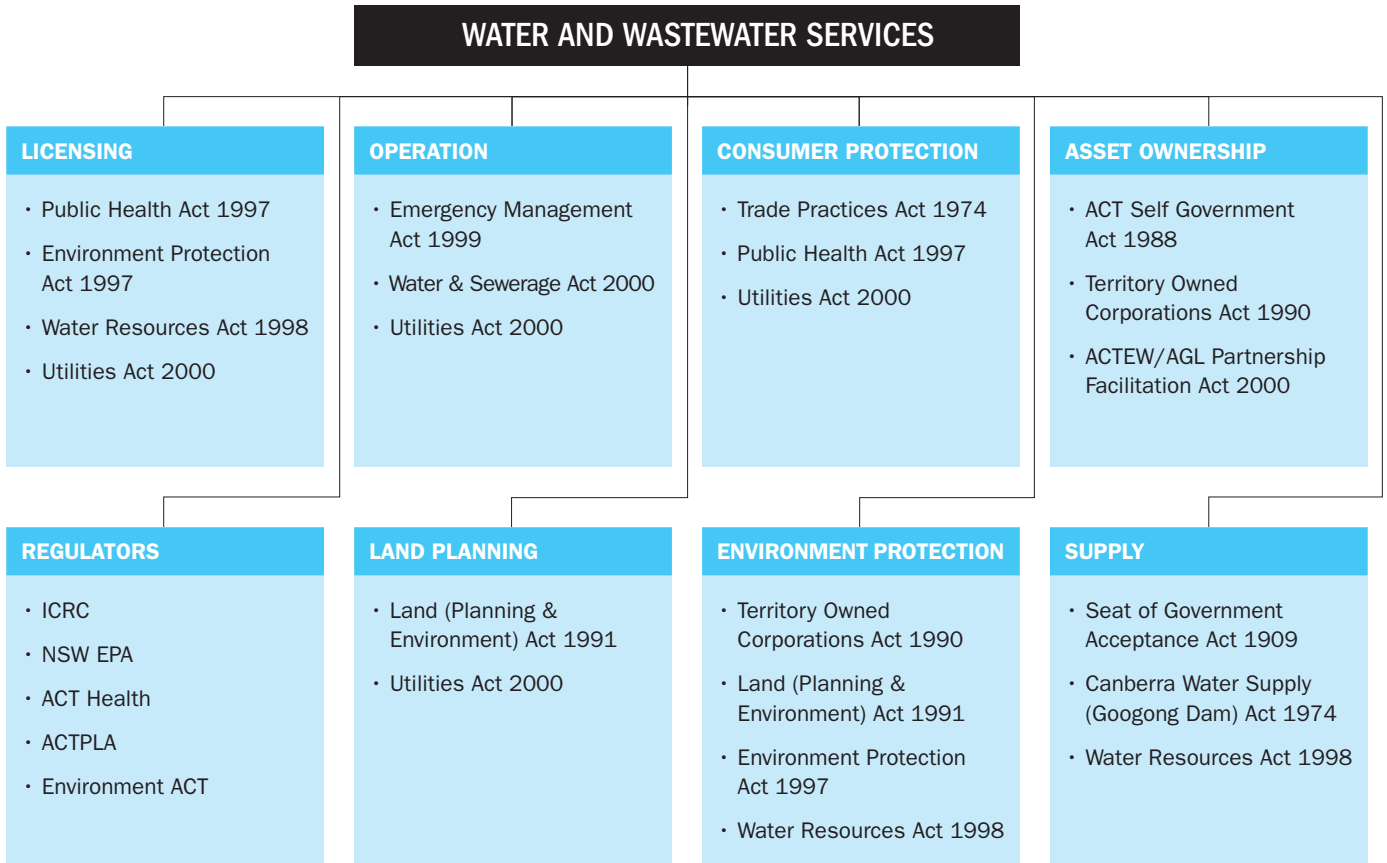 WATER AND WASTEWATER SERVICES
LICENSING
· Public Health Act 1997
· Environment Protection
Act 1997
· Water Resources Act 1998
· Utilities Act 2000
OPERATION
· Emergency Management
Act 1999
· Water & Sewerage Act 2000
· Utilities Act 2000
CONSUMER PROTECTION
· Trade Practices Act 1974
· Public Health Act 1997
· Utilities Act 2000
ASSET OWNERSHIP
· ACT Self Government
Act 1988
· Territory Owned
Corporations Act 1990
· ACTEW/AGL Partnership
Facilitation Act 2000
REGULATORS
· ICRC
· NSW EPA
· ACT Health
· ACTPLA
· Environment ACT
LAND PLANNING
· Land (Planning &
Environment) Act 1991
· Utilities Act 2000
ENVIRONMENT PROTECTION
· Territory Owned
Corporations Act 1990
· Land (Planning &
Environment) Act 1991
· Environment Protection
Act 1997
· Water Resources Act 1998
SUPPLY
· Seat of Government
Acceptance Act 1909
· Canberra Water Supply
(Googong Dam) Act 1974
· Water Resources Act 1998